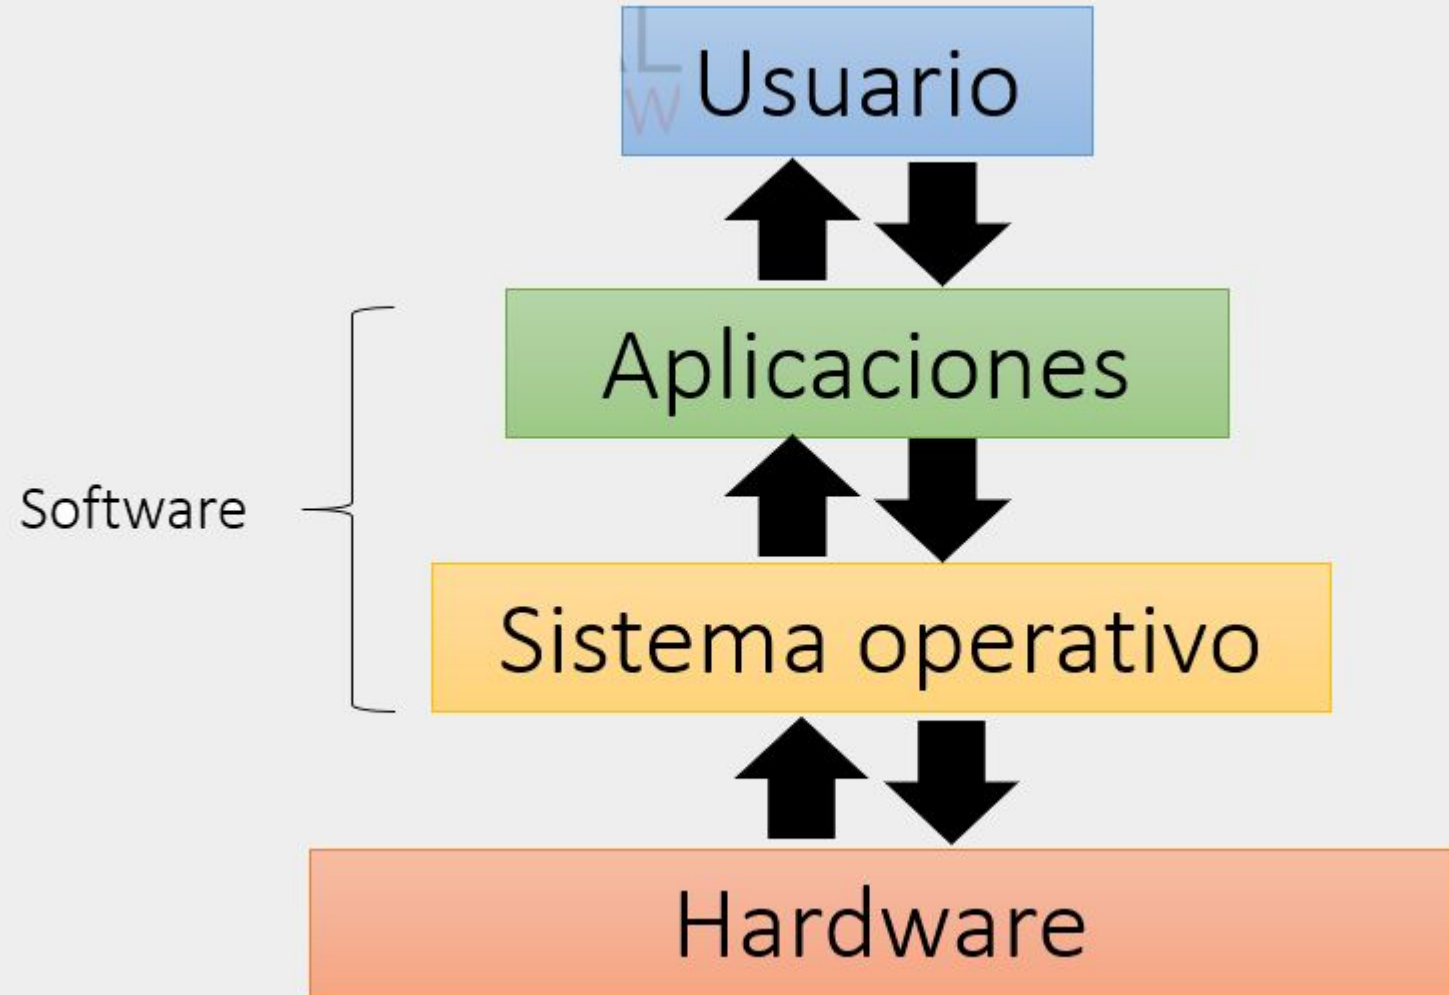 Usuario
Aplicaciones
Software
Sistema operativo
Hardware